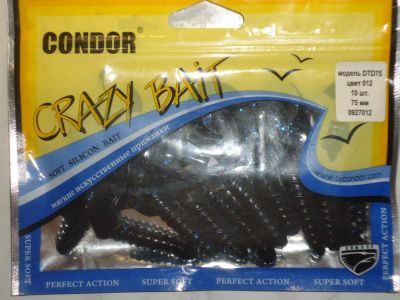 CONDOR
CRAZY BAIT
SOFT SILICON BAIT
мягкие искусственные приманки
модель DTD75
цвет 012
10 шт.
75 мм
0927012
www.bjcondor.com
CONDOR
SUPER SOFT
PERFECT ACTION
SUPER SOFT
PERFECT ACTION
SUPER SOFT
PERFECT ACTION